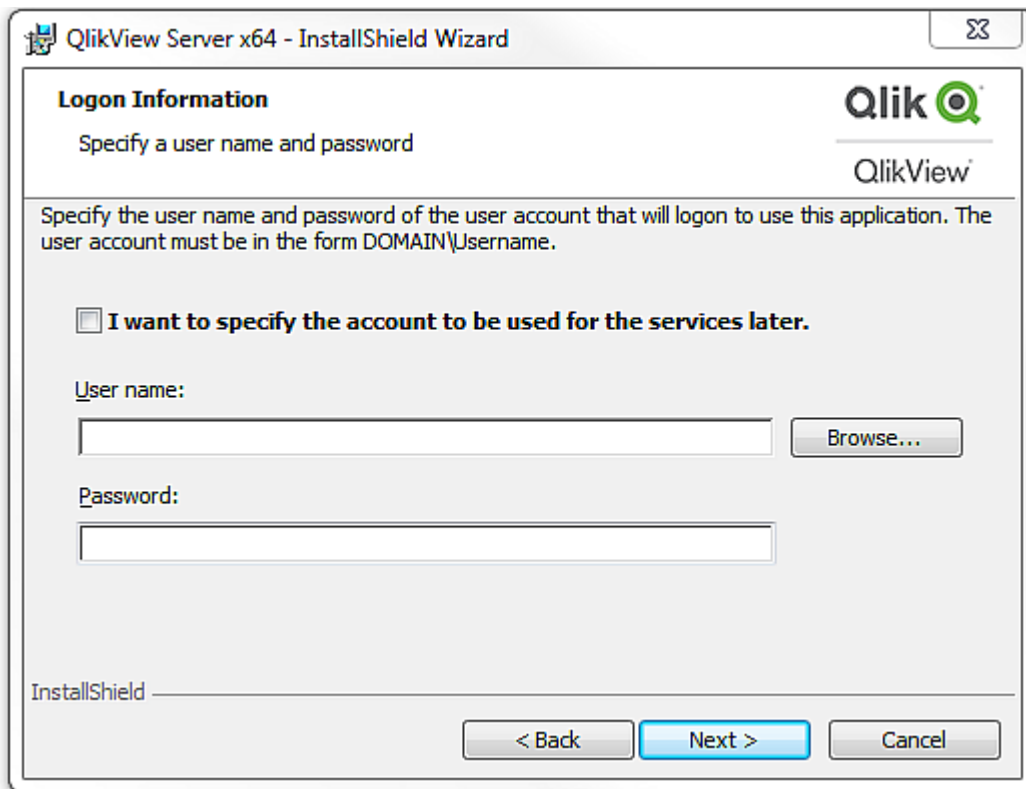 QlikView Server x64 - InstallShield Wizard
Logon Information
Specify a user name and password
Qlik
QlikView
Specify the user name and password of the user account that will logon to use this application. The
user account must be in the form DOMAIN\Username.
I want to specify the account to be used for the services later.
User name:
Browse...
Password:
InstallShield
< Back
Next >
Cancel